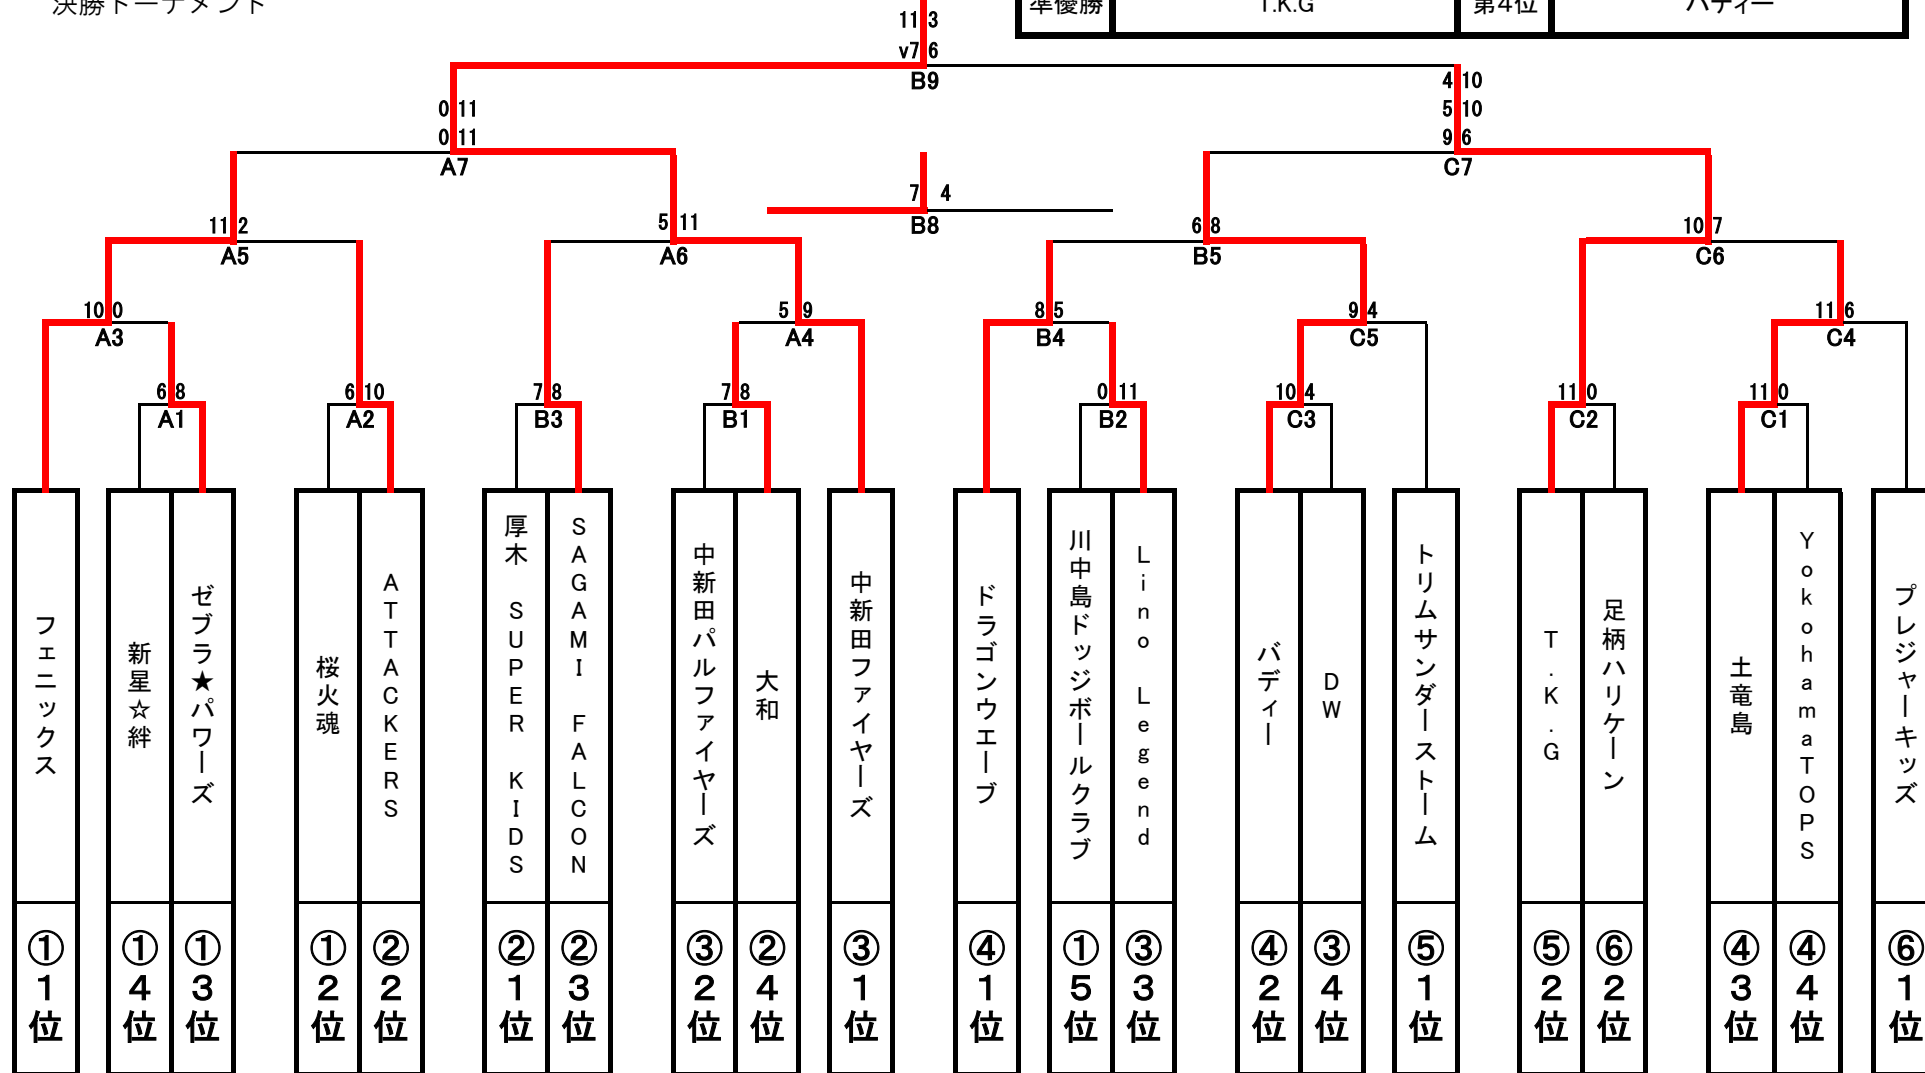 決勝トーナメント
準優勝 T.K.G 第4位 バディー
11 3
v7 6
B9
4 10
5 10
9 6
C7
0 11
0 11
A7
7 4
B8
11 2
A5
5 11
A6
6 8
B5
10 7
C6
10 0
A3
5 9
A4
8 5
B4
9 4
C5
11 6
C4
6 8
A1
6 10
A2
7 8
B3
7 8
B1
0 11
B2
10 4
C3
11 0
C2
11 0
C1
フェニックス
新星☆絆
ゼブラ★パワーズ
桜火魂
ATTACKERS
厚木 SUPER KIDS
SAGAMI FALCON
中新田パルファイヤーズ
大和
中新田ファイヤーズ
ドラゴンウエーブ
川中島ドッジボールクラブ
Lino Legend
バディー
DW
トリムサンダーストーム
T.K.G
足柄ハリケーン
土竜島
YokohamaTOPS
プレジャーキッズ
①1位
①4位
①3位
①2位
②2位
②1位
②3位
③2位
②4位
③1位
④1位
①5位
③3位
④2位
③4位
⑤1位
⑤2位
⑥2位
④3位
④4位
⑥1位